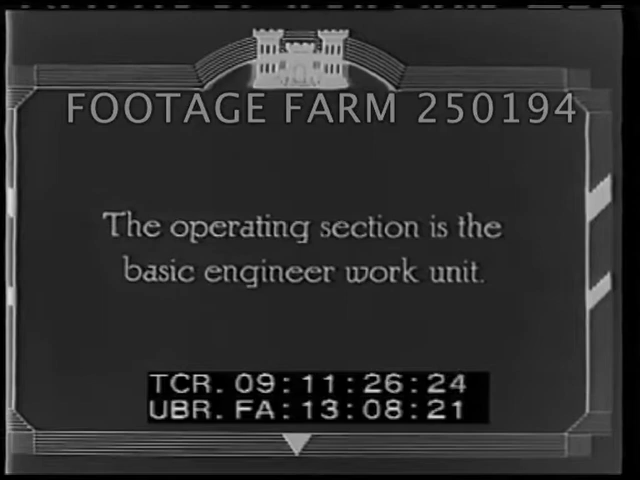 FOOTAGE FARM 250194
The operating section is the
basic engineer work unit.
TCR. 09:11:26:24
UBR. FA:13:08:21